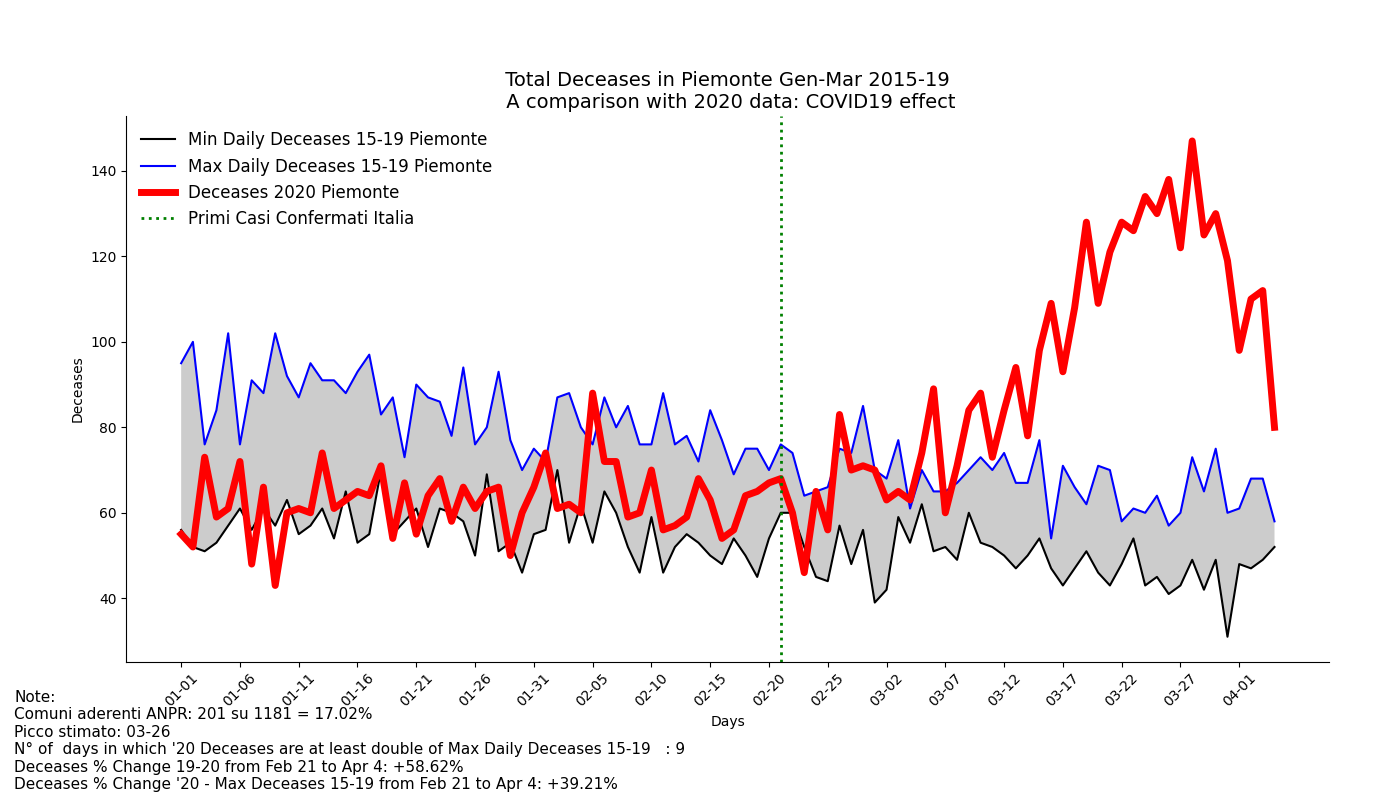 Total Deceases in Piemonte Gen-Mar 2015-19
A comparison with 2020 data: COVID19 effect
Min Daily Deceases 15-19 Piemonte
Max Daily Deceases 15-19 Piemonte
Deceases 2020 Piemonte
Primi Casi Confermati Italia
Deceases
140
120
100
80
60
40
01-01 01-06 01-11 01-16 01-21 01-26 01-31 02-05 02-10 02-15 02-20 02-25 03-02 03-07 03-12 03-17 03-22 03-27 04-01
Days
Note:
Comuni aderenti ANPR: 201 su 1181 = 17.02%
Picco stimato: 03-26
N° of  days in which '20 Deceases are at least double of Max Daily Deceases 15-19   : 9
Deceases % Change 19-20 from Feb 21 to Apr 4: +58.62%
Deceases % Change '20 - Max Deceases 15-19 from Feb 21 to Apr 4: +39.21%